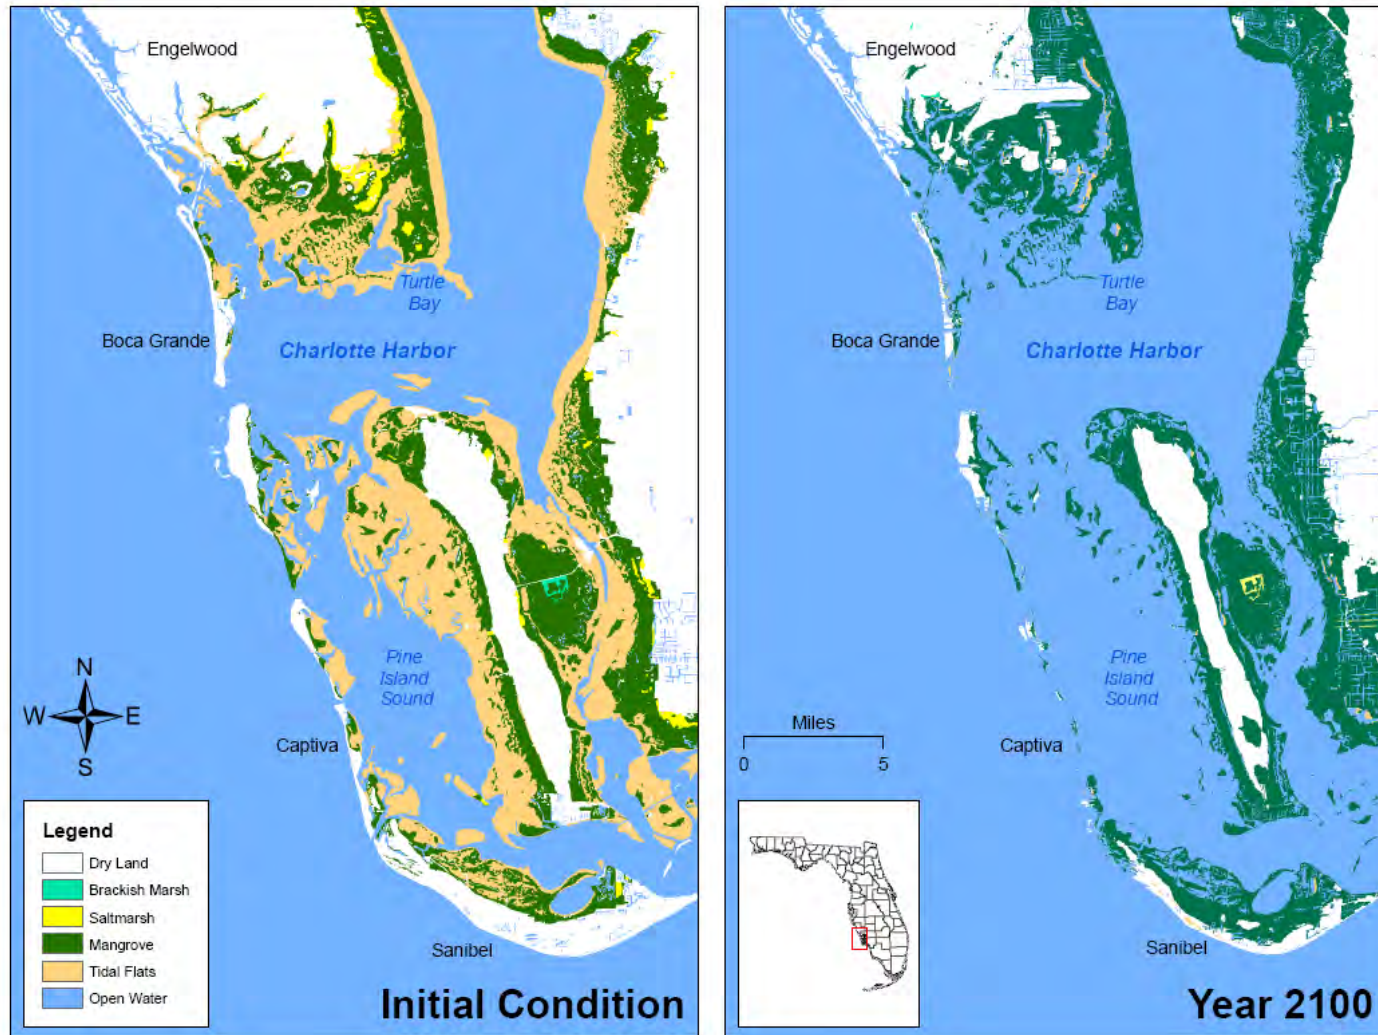 Engelwood
Turtle
Bay
Boca Grande
Charlotte Harbor
Pine
Island
Sound
N
W
E
S
Captiva
Legend
Dry Land
Brackish Marsh
Saltmarsh
Mangrove
Tidal Flats
Open Water
Sanibel
Initial Condition
Engelwood
Turtle
Bay
Boca Grande
Charlotte Harbor
Pine
Island
Sound
Miles
0
5
Captiva
Sanibel
Year 2100